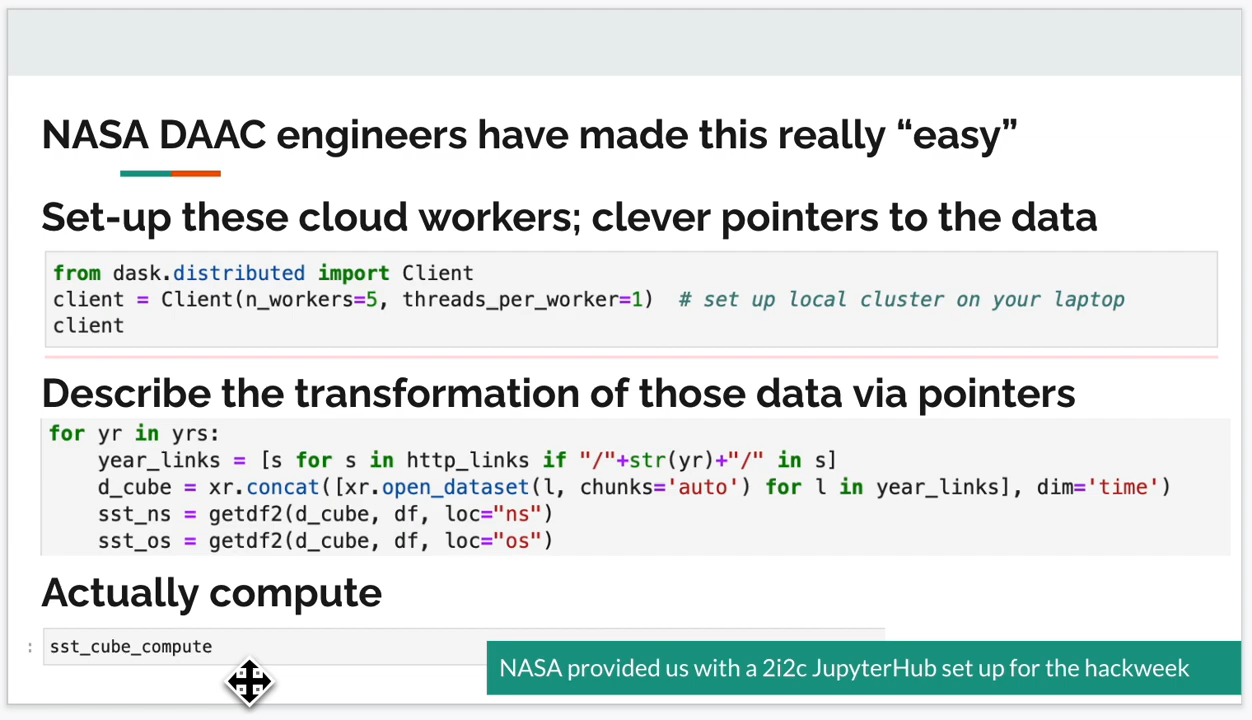 NASA DAAC engineers have made this really “easy”
Set-up these cloud workers; clever pointers to the data
from dask.distributed import Client
client = Client(n_workers=5, threads_per_worker=1)  # set up local cluster on your laptop
client
Describe the transformation of those data via pointers
for yr in yrs:
    year_links = [s for s in http_links if "/"+str(yr)+"/" in s]
    d_cube = xr.concat([xr.open_dataset(l, chunks='auto') for l in year_links], dim='time')
    sst_ns = getdf2(d_cube, df, loc="ns")
    sst_os = getdf2(d_cube, df, loc="os")
Actually compute
: sst_cube_compute
NASA provided us with a 2i2c JupyterHub set up for the hackweek